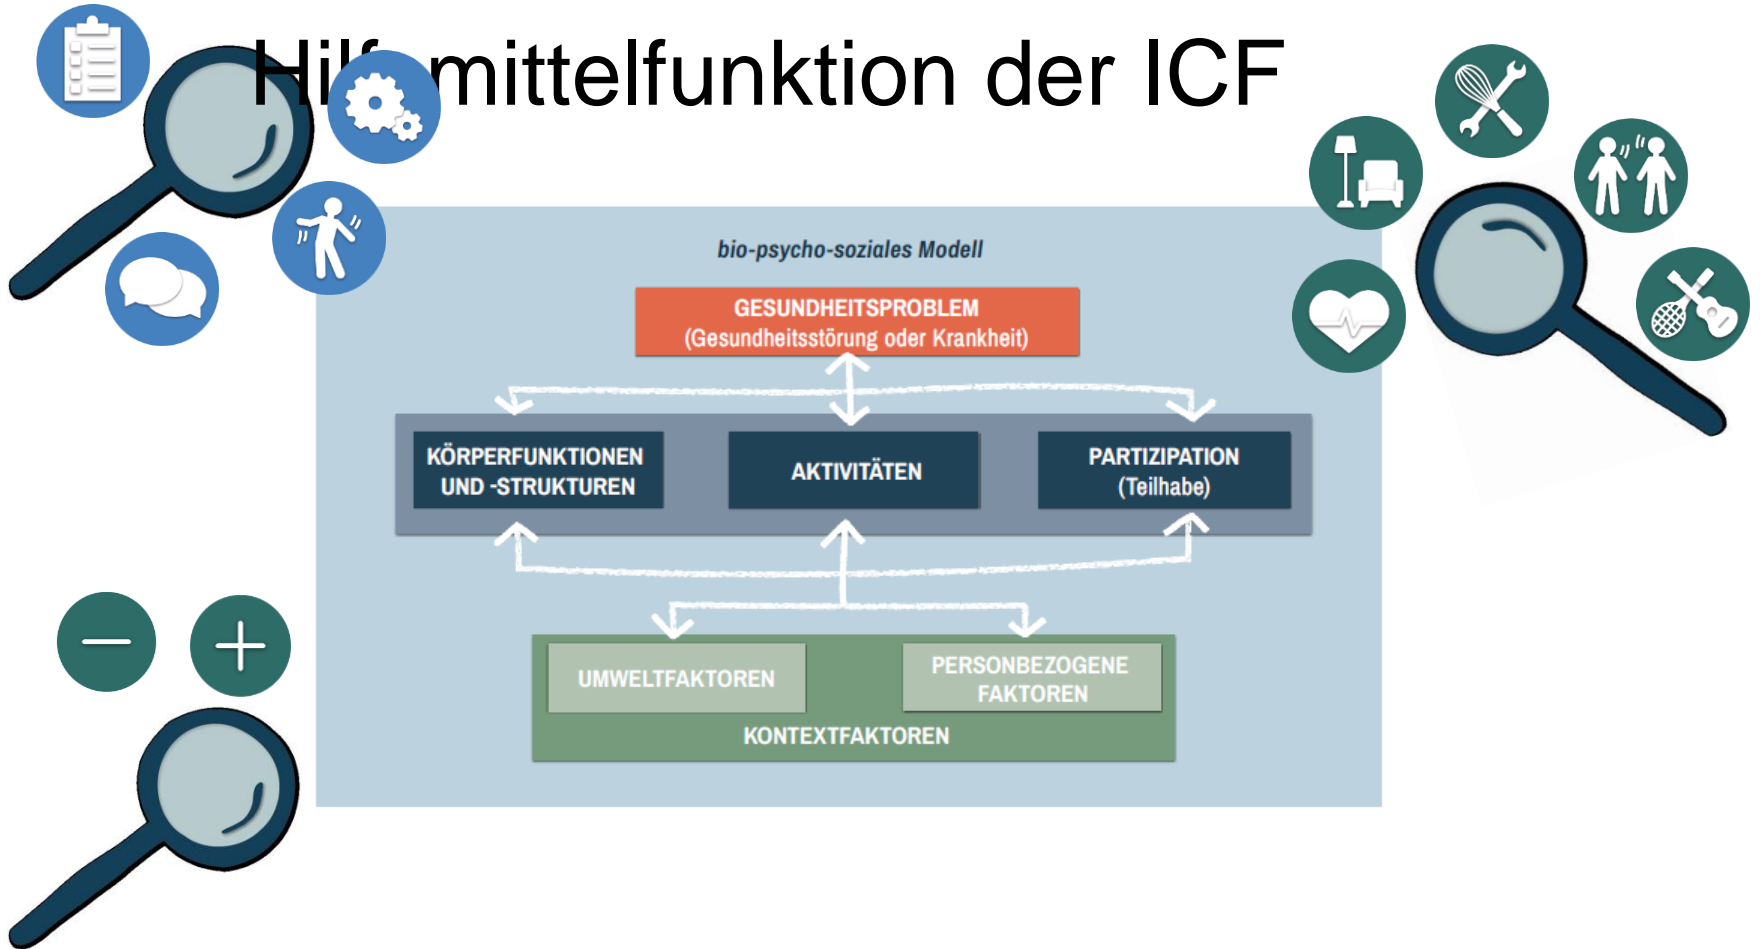 Hilfsmittelfunktion der ICF
bio-psycho-soziales Modell
GESUNDHEITSPROBLEM
(Gesundheitsstörung oder Krankheit)
KÖRPERFUNKTIONEN
UND -STRUKTUREN
AKTIVITÄTEN
PARTIZIPATION
(Teilhabe)
UMWELTFAKTOREN
PERSONBEZOGENE
FAKTOREN
KONTEXTFAKTOREN